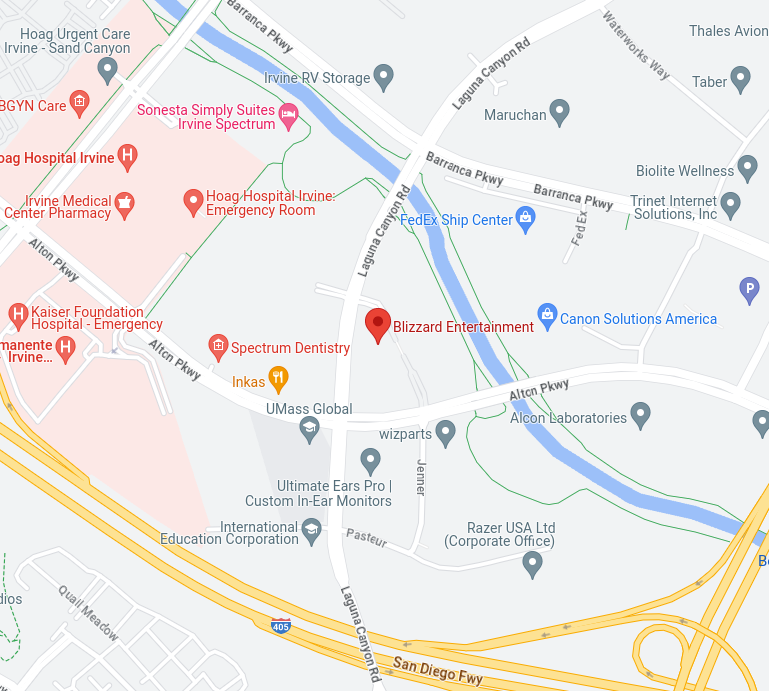 Barranca Pkwy
Waterworks Way
Hoag Urgent Care
Irvine - Sand Canyon
Thales Avion
Laguna Canyon Rd
Irvine RV Storage
Taber
BGYN Care
Sonesta Simply Suites
Irvine Spectrum
Maruchan
oag Hospital Irvine
Barranca Pkwy
Biolite Wellness
Irvine Medical
Center Pharmacy
Hoag Hospital Irvine:
Emergency Room
Barranca Pkwy
Trinet Internet
Solutions, Inc
FedEx Ship Center
Fed Ex
Laguna Canyon Rd
Alton Pkwy
P
Kaiser Foundation
Hospital - Emergency
Blizzard Entertainment
Canon Solutions America
manente
Irvine...
Alton Pkwy
Spectrum Dentistry
Inkas
Alton Pkwy
UMass Global
wizparts
Alcon Laboratories
Jenner
Ultimate Ears Pro |
Custom In-Ear Monitors
International
Education Corporation
Pasteur
Razer USA Ltd
(Corporate Office)
Bo
dios
Quail Meadow
405
Laguna Canyon Rd
San Diego Fwy